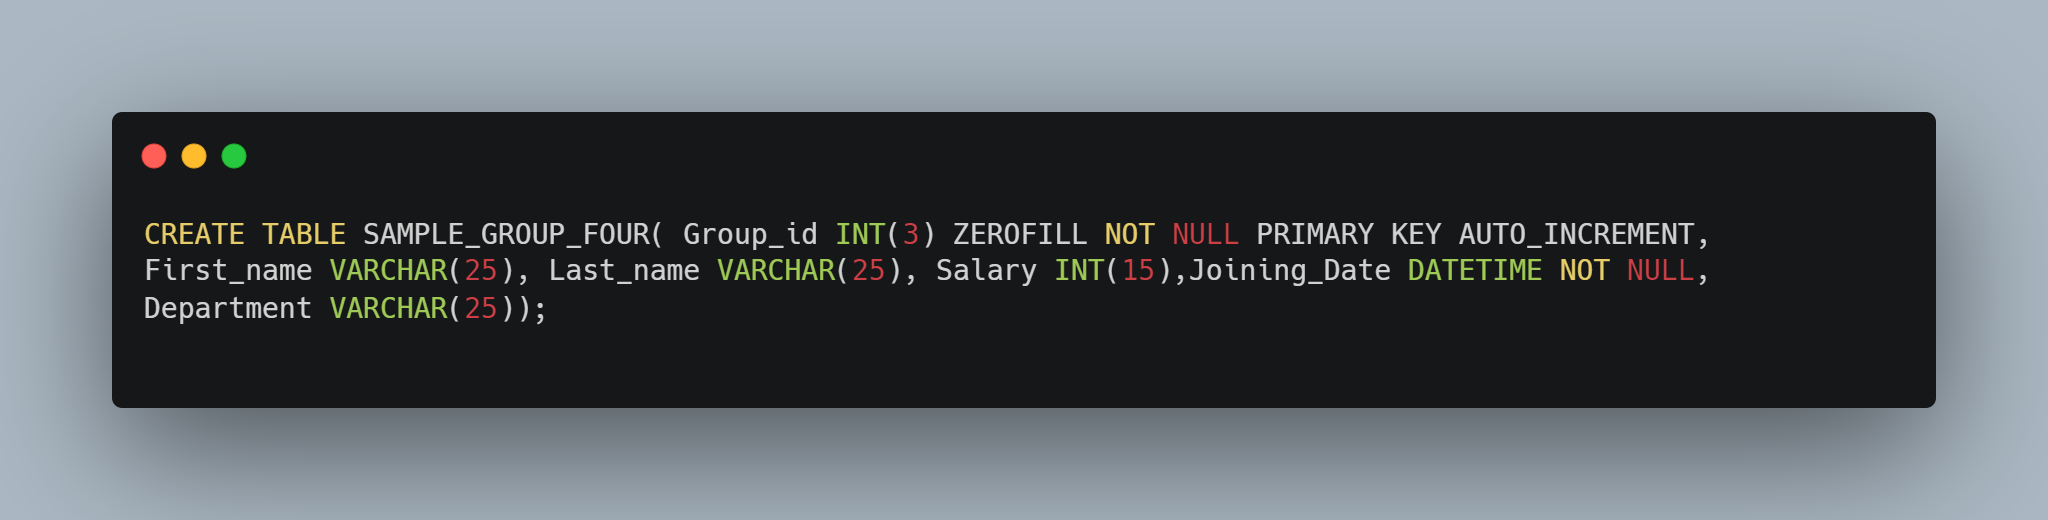 CREATE TABLE SAMPLE_GROUP_FOUR( Group_id INT(3) ZEROFILL NOT NULL PRIMARY KEY AUTO_INCREMENT,
First_name VARCHAR(25), Last_name VARCHAR(25), Salary INT(15),Joining_Date DATETIME NOT NULL,
Department VARCHAR(25));